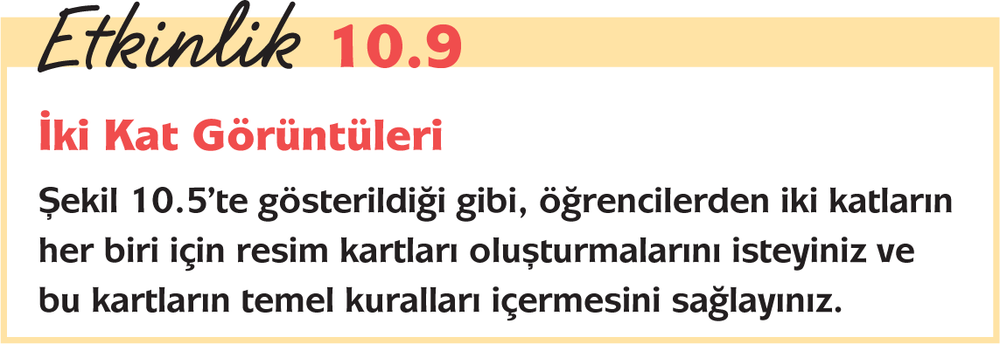 Etkinlik 10.9
İki Kat Görüntüleri
Şekil 10.5’te gösterildiği gibi, öğrencilerden iki katların
her biri için resim kartları oluşturmalarını isteyiniz ve
bu kartların temel kuralları içermesini sağlayınız.